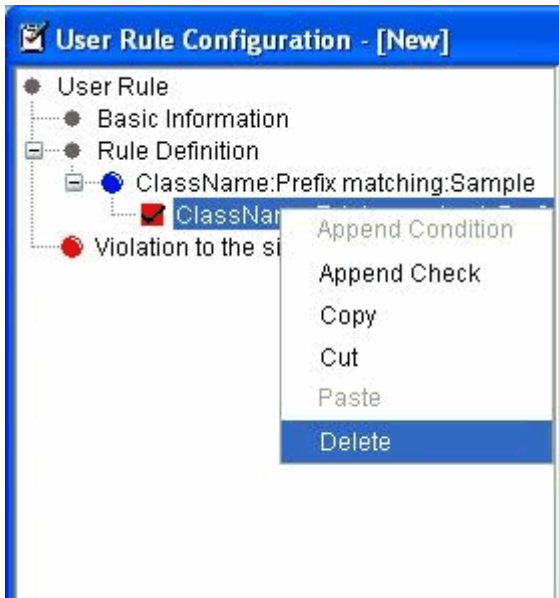 User Rule Configuration - [New]
User Rule
Basic Information
Rule Definition
ClassName:Prefix matching:Sample
Violation to the si
Append Condition
Append Check
Copy
Cut
Paste
Delete